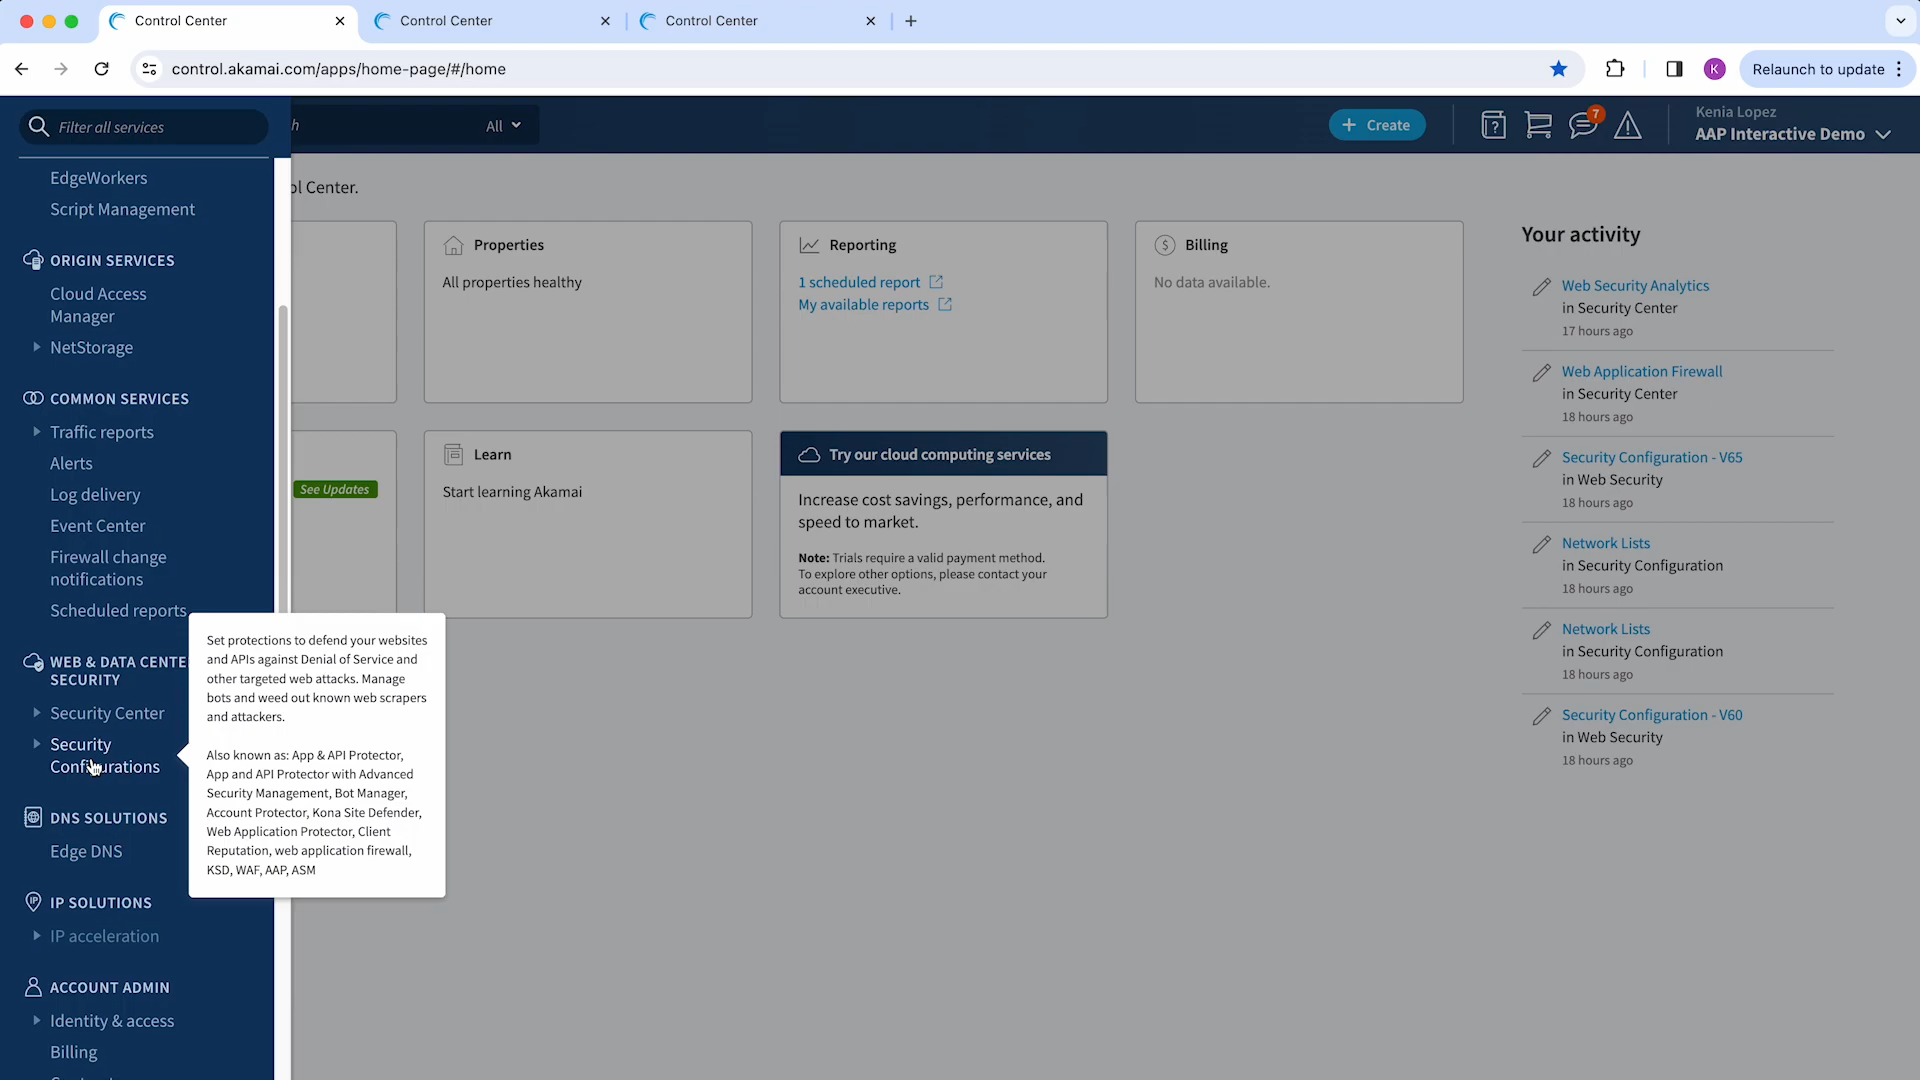 Control Center
Control Center
Control Center
control.akamai.com/apps/home-page/#/home
K
Relaunch to update
Filter all services
h
All
Create
7
Kenia Lopez
AAP Interactive Demo
EdgeWorkers
Script Management
ORIGIN SERVICES
Cloud Access
Manager
NetStorage
COMMON SERVICES
Traffic reports
Alerts
Log delivery
Event Center
Firewall change
notifications
Scheduled reports
WEB & DATA CENTE
SECURITY
Security Center
Security
Configurations
DNS SOLUTIONS
Edge DNS
IP SOLUTIONS
IP acceleration
ACCOUNT ADMIN
Identity & access
Billing
Set protections to defend your websites
and APIs against Denial of Service and
other targeted web attacks. Manage
bots and weed out known web scrapers
and attackers.
Also known as: App & API Protector,
App and API Protector with Advanced
Security Management, Bot Manager,
Account Protector, Kona Site Defender,
Web Application Protector, Client
Reputation, web application firewall,
KSD, WAF, AAP, ASM
ol Center.
See Updates
Properties
All properties healthy
Reporting
1 scheduled report
My available reports
Billing
No data available.
Learn
Start learning Akamai
Try our cloud computing services
Increase cost savings, performance, and
speed to market.
Note: Trials require a valid payment method.
To explore other options, please contact your
account executive.
Your activity
Web Security Analytics
in Security Center
17 hours ago
Web Application Firewall
in Security Center
18 hours ago
Security Configuration - V65
in Web Security
18 hours ago
Network Lists
in Security Configuration
18 hours ago
Network Lists
in Security Configuration
18 hours ago
Security Configuration - V60
in Web Security
18 hours ago